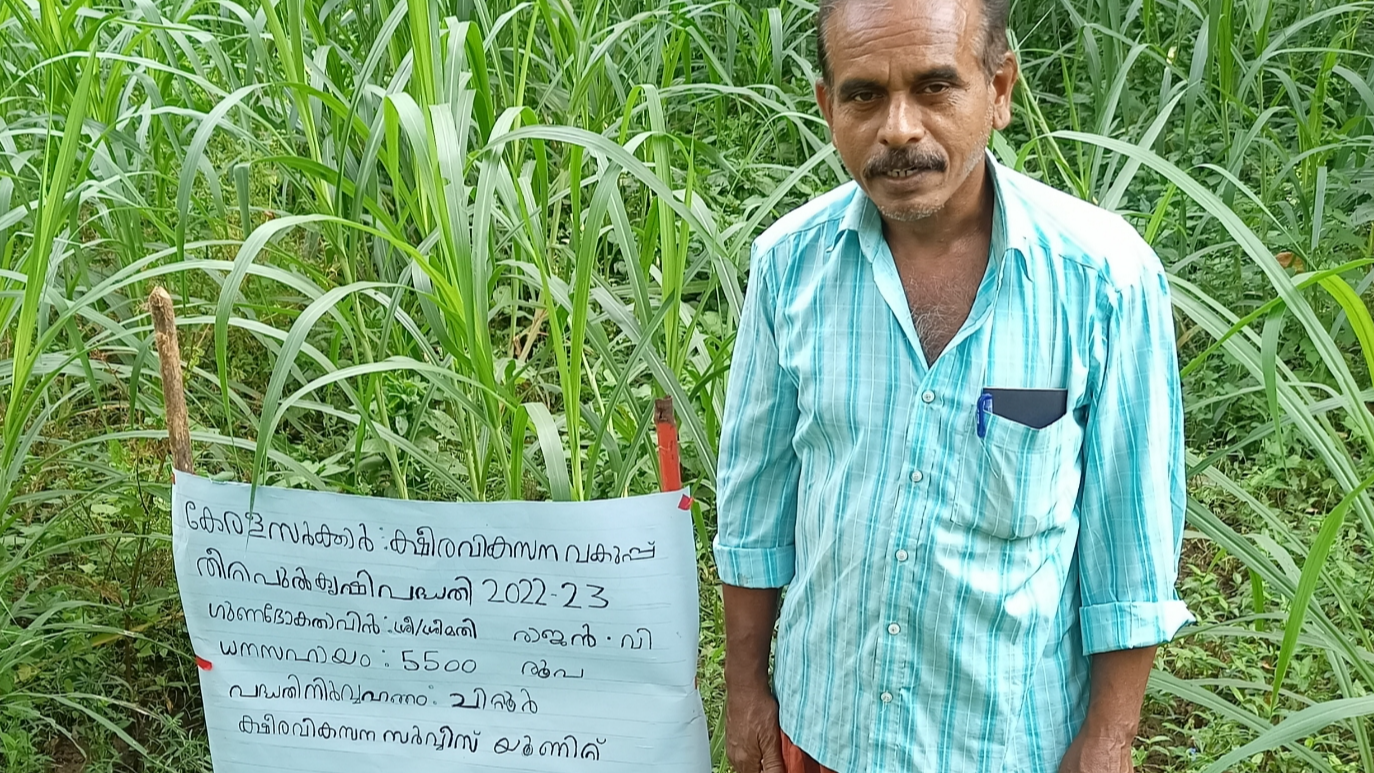 കേരളസർക്കാർ : ക്ഷീരവികസന വകുപ്പ്
തീറ്റപുൽകൃഷിപദ്ധതി 2022-23
ഗുണഭോക്താവിൻ : ശ്രീ/ശ്രീമതി രാജൻ . വി
ധനസഹായം : 5500 രൂപ
പദ്ധതിനിർവ്വഹണം : ചിറ്റൂർ
ക്ഷീരവികസന സർവ്വീസ് യൂണിറ്റ്